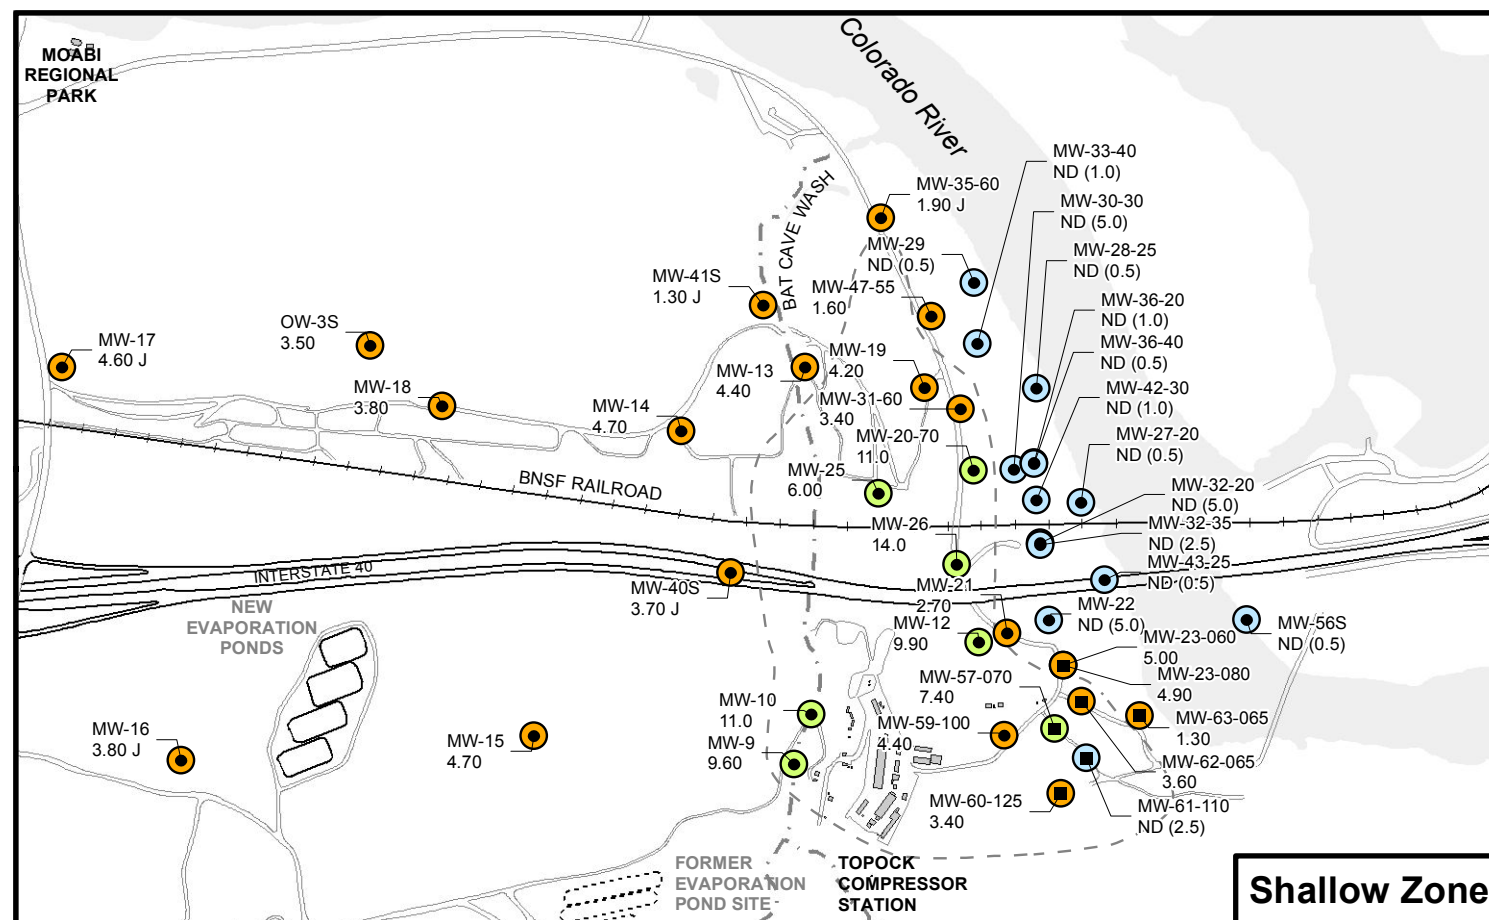 MOABI
REGIONAL
PARK
Colorado River
BAT CAVE WASH
MW-33-40
ND (1.0)
MW-35-60
1.90 J
MW-30-30
ND (5.0)
MW-29
ND (0.5)
MW-28-25
ND (0.5)
MW-41S
1.30 J
MW-47-55
1.60
MW-36-20
ND (1.0)
OW-3S
3.50
MW-17
4.60 J
MW-36-40
ND (0.5)
MW-19
4.20
MW-13
4.40
MW-18
3.80
MW-42-30
ND (1.0)
MW-14
4.70
MW-31-60
3.40
MW-20-70
11.0
MW-27-20
ND (0.5)
MW-25
6.00
BNSF RAILROAD
MW-32-20
ND (5.0)
MW-26
14.0
MW-32-35
ND (2.5)
MW-43-25
ND (0.5)
INTERSTATE 40
MW-40S
3.70 J
MW-21
2.70
NEW
EVAPORATION
PONDS
MW-22
ND (5.0)
MW-12
9.90
MW-56S
ND (0.5)
MW-23-060
5.00
MW-57-070
7.40
MW-23-080
4.90
MW-10
11.0
MW-59-100
4.40
MW-63-065
1.30
MW-16
3.80 J
MW-15
4.70
MW-9
9.60
MW-62-065
3.60
MW-60-125
3.40
MW-61-110
ND (2.5)
FORMER
EVAPORATION
POND SITE
TOPOCK
COMPRESSOR
STATION
Shallow Zone